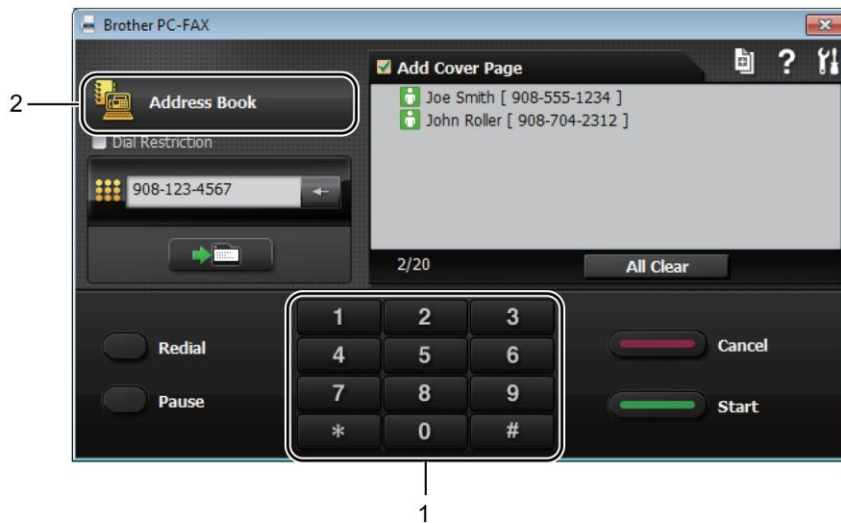 Brother PC-FAX
2
Address Book
Dial Restriction
908-123-4567
Add Cover Page
?
Joe Smith [ 908-555-1234 ]
John Roller [ 908-704-2312 ]
2/20
All Clear
Redial
Pause
1 2 3
4 5 6
7 8 9
* 0 #
Cancel
Start
1